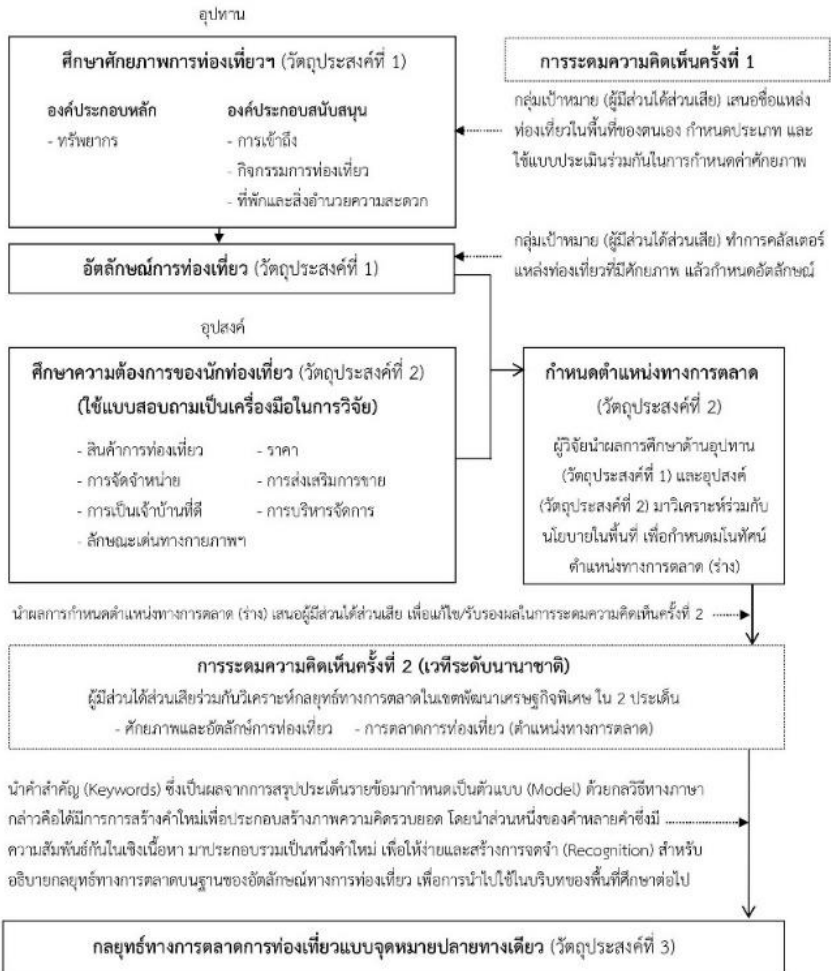 อุปทาน
ศึกษาศักยภาพการท่องเที่ยวฯ (วัตถุประสงค์ที่ 1)
องค์ประกอบหลัก
- ทรัพยากร
องค์ประกอบสนับสนุน
- การเข้าถึง
- กิจกรรมการท่องเที่ยว
- ที่พักและสิ่งอำนวยความสะดวก
การระดมความคิดเห็นครั้งที่ 1
กลุ่มเป้าหมาย (ผู้มีส่วนได้ส่วนเสีย) เสนอชื่อแหล่ง
ท่องเที่ยวในพื้นที่ของตนเอง กำหนดประเภท และ
ใช้แบบประเมินร่วมกันในการกำหนดค่าศักยภาพ
อัตลักษณ์การท่องเที่ยว (วัตถุประสงค์ที่ 1)
กลุ่มเป้าหมาย (ผู้มีส่วนได้ส่วนเสีย) ทำการคลัสเตอร์
แหล่งท่องเที่ยวที่มีศักยภาพ แล้วกำหนดอัตลักษณ์
อุปสงค์
ศึกษาความต้องการของนักท่องเที่ยว (วัตถุประสงค์ที่ 2)
(ใช้แบบสอบถามเป็นเครื่องมือในการวิจัย)
- สินค้าการท่องเที่ยว - ราคา
- การจัดจำหน่าย - การส่งเสริมการขาย
- การเป็นเจ้าบ้านที่ดี - การบริหารจัดการ
- ลักษณะเด่นทางกายภาพฯ
กำหนดตำแหน่งทางการตลาด
(วัตถุประสงค์ที่ 2)
ผู้วิจัยนำผลการศึกษาด้านอุปทาน
(วัตถุประสงค์ที่ 1) และอุปสงค์
(วัตถุประสงค์ที่ 2) มาวิเคราะห์ร่วมกับ
นโยบายในพื้นที่ เพื่อกำหนดมโนทัศน์
ตำแหน่งทางการตลาด (ร่าง)
นำผลการกำหนดตำแหน่งทางการตลาด (ร่าง) เสนอผู้มีส่วนได้ส่วนเสีย เพื่อแก้ไข/รับรองผลในการระดมความคิดเห็นครั้งที่ 2
การระดมความคิดเห็นครั้งที่ 2 (เวทีระดับนานาชาติ)
ผู้มีส่วนได้ส่วนเสียร่วมกันวิเคราะห์กลยุทธ์ทางการตลาดในเขตพัฒนาเศรษฐกิจพิเศษ ใน 2 ประเด็น
- ศักยภาพและอัตลักษ์การท่องเที่ยว - การตลาดการท่องเที่ยว (ตำแหน่งทางการตลาด)
นำคำสำคัญ (Keywords) ซึ่งเป็นผลจากการสรุปประเด็นรายข้อมากำหนดเป็นตัวแบบ (Model) ด้วยกลวิธีทางภาษา
กล่าวคือได้มีการการสร้างคำใหม่เพื่อประกอบสร้างภาพความคิดรวบยอด โดยนำส่วนหนึ่งของคำหลายคำซึ่งมี
ความสัมพันธ์กันในเชิงเนื้อหา มาประกอบรวมเป็นหนึ่งคำใหม่ เพื่อให้ง่ายและสร้างการจดจำ (Recognition) สำหรับ
อธิบายกลยุทธ์ทางการตลาดบนฐานของอัตลักษณ์ทางการท่องเที่ยว เพื่อการนำไปใช้ในบริบทของพื้นที่ศึกษาต่อไป
กลยุทธ์ทางการตลาดการท่องเที่ยวแบบจุดหมายปลายทางเดียว (วัตถุประสงค์ที่ 3)